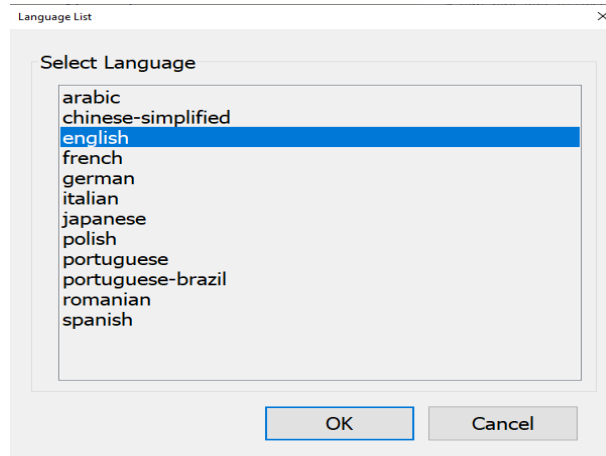 Language List
Select Language
arabic
chinese-simplified
english
french
german
italian
japanese
polish
portuguese
portuguese-brazil
romanian
spanish
OK
Cancel